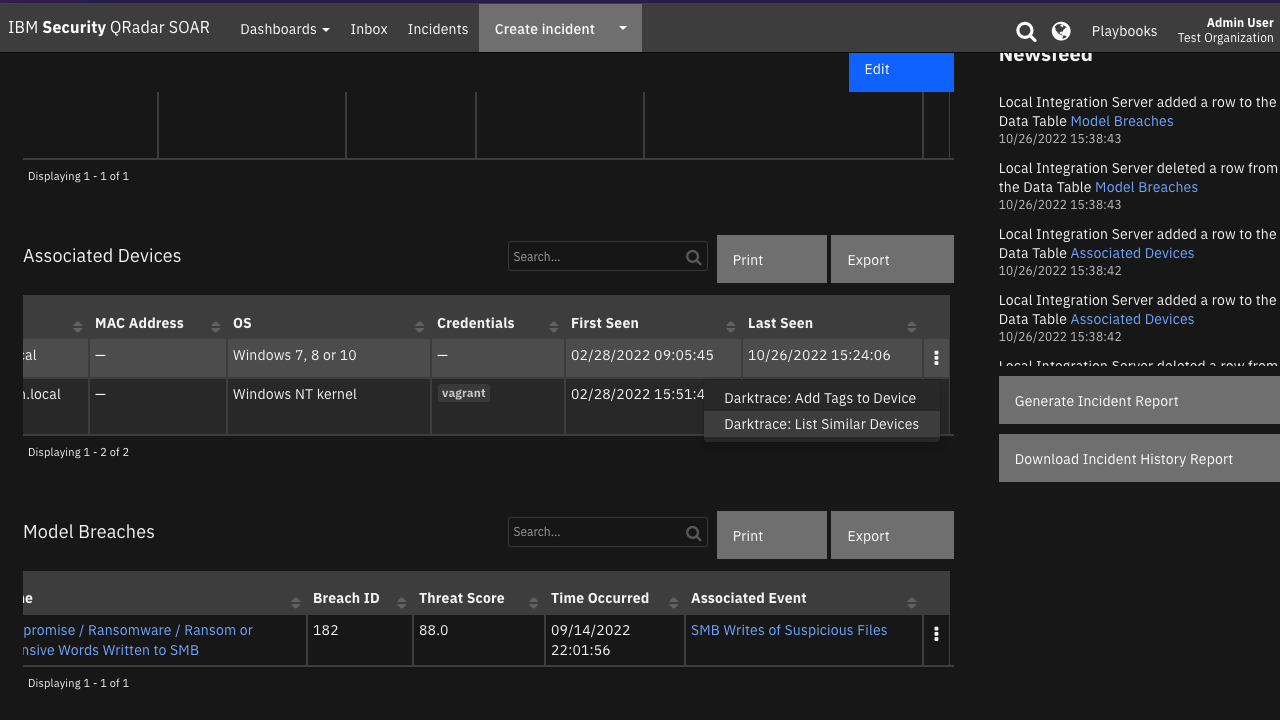 IBM Security QRadar SOAR
Dashboards
Inbox
Incidents
Create incident
Playbooks
Admin User
Test Organization
Edit
Displaying 1 - 1 of 1
Associated Devices
Search...
Print
Export
MAC Address
OS
Credentials
First Seen
Last Seen
cal
—
Windows 7, 8 or 10
—
02/28/2022 09:05:45
10/26/2022 15:24:06
n.local
—
Windows NT kernel
vagrant
02/28/2022 15:51:4
Darktrace: Add Tags to Device
Darktrace: List Similar Devices
Displaying 1 - 2 of 2
Model Breaches
Search...
Print
Export
Breach ID
Threat Score
Time Occurred
Associated Event
promise / Ransomware / Ransom or
nsive Words Written to SMB
182
88.0
09/14/2022
22:01:56
SMB Writes of Suspicious Files
Displaying 1 - 1 of 1
Newsfeed
Local Integration Server added a row to the
Data Table Model Breaches
10/26/2022 15:38:43
Local Integration Server deleted a row from
the Data Table Model Breaches
10/26/2022 15:38:43
Local Integration Server added a row to the
Data Table Associated Devices
10/26/2022 15:38:42
Local Integration Server added a row to the
Data Table Associated Devices
10/26/2022 15:38:42
Local Integration Server deleted a row from
Generate Incident Report
Download Incident History Report